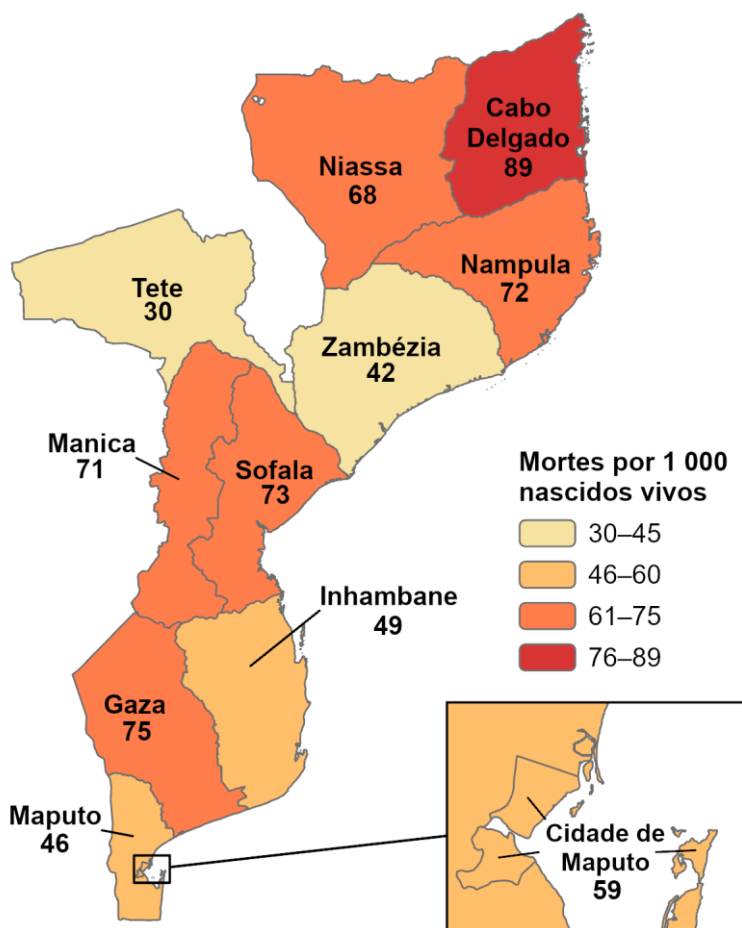 Cabo
Delgado
89
Niassa
68
Nampula
72
Tete
30
Zambézia
42
Manica
71
Sofala
73
Mortes por 1 000
nascidos vivos
30–45
46–60
61–75
76–89
Inhambane
49
Gaza
75
Maputo
46
Cidade de
Maputo
59